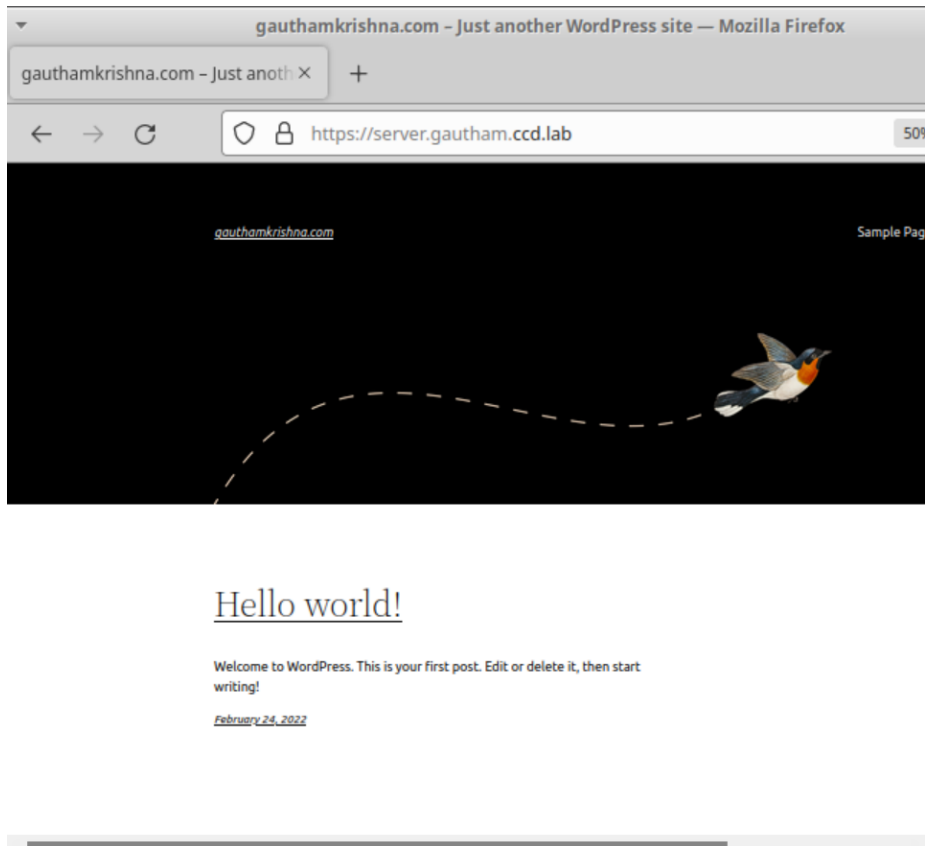 gauthamkrishna.com – Just another WordPress site — Mozilla Firefox
gauthamkrishna.com – Just anoth
https://server.gautham.ccd.lab
50%
gauthamkrishna.com
Sample Pag
Hello world!
Welcome to WordPress. This is your first post. Edit or delete it, then start
writing!
February 24, 2022